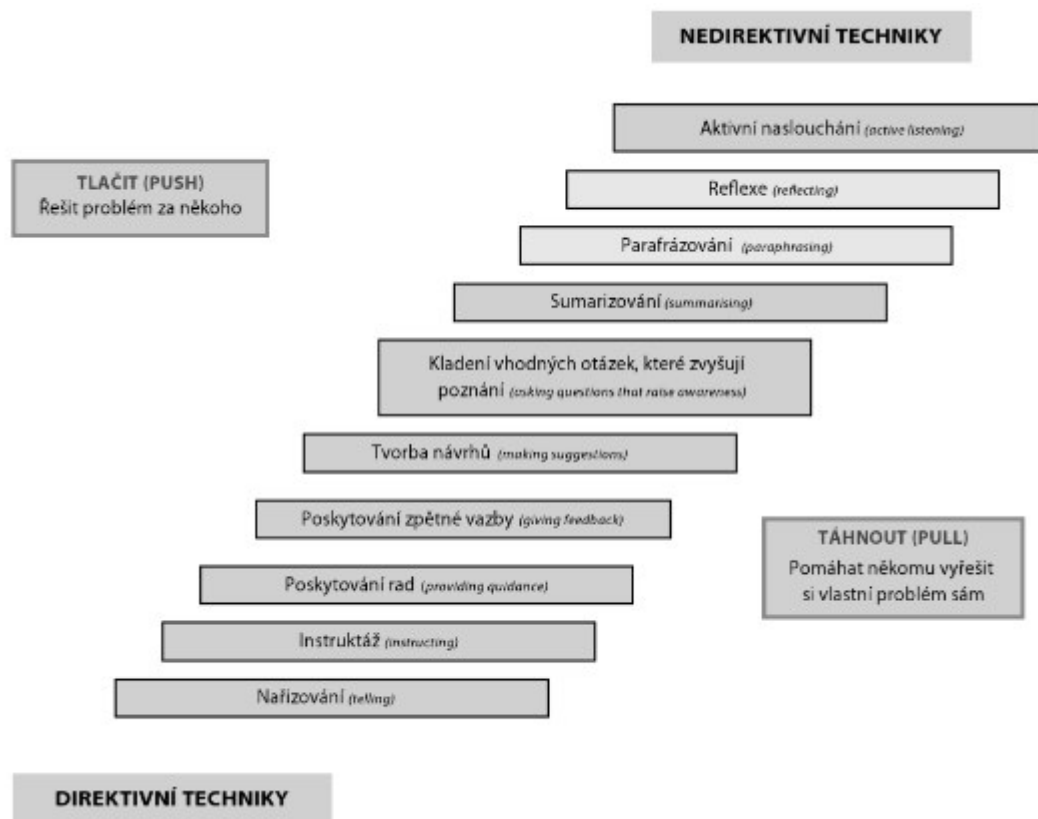 NEDIREKTIVNÍ TECHNIKY
Aktivní naslouchání (active listening)
TLAČIT (PUSH)
Řešit problém za někoho
Reflexe (reflecting)
Parafrázování (paraphrasing)
Sumarizování (summarising)
Kladení vhodných otázek, které zvyšují
poznání (asking questions that raise awareness)
Tvorba návrhů (making suggestions)
Poskytování zpětné vazby (giving feedback)
TÁHNOUT (PULL)
Pomáhat někomu vyřešit
si vlastní problém sám
Poskytování rad (providing quidance)
Instruktáž (instructing)
Nařizování (telling)
DIREKTIVNÍ TECHNIKY